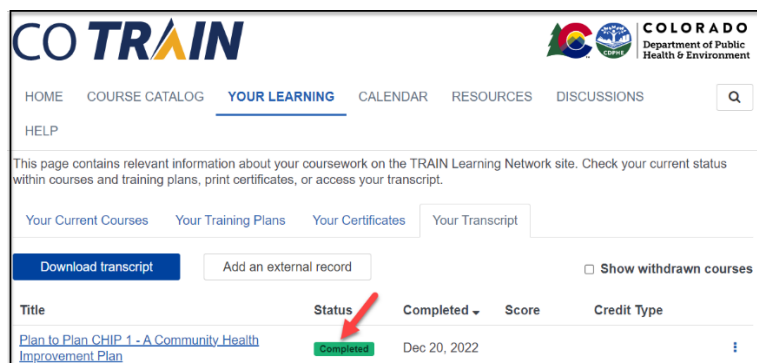 CO TRAIN
CDPHE
COLORADO
Department of Public
Health & Environment
HOME COURSE CATALOG YOUR LEARNING CALENDAR RESOURCES DISCUSSIONS
HELP
This page contains relevant information about your coursework on the TRAIN Learning Network site. Check your current status
within courses and training plans, print certificates, or access your transcript.
Your Current Courses Your Training Plans Your Certificates Your Transcript
Download transcript Add an external record Show withdrawn courses
Title Status Completed Score Credit Type
Plan to Plan CHIP 1 - A Community Health
Improvement Plan
Completed Dec 20, 2022